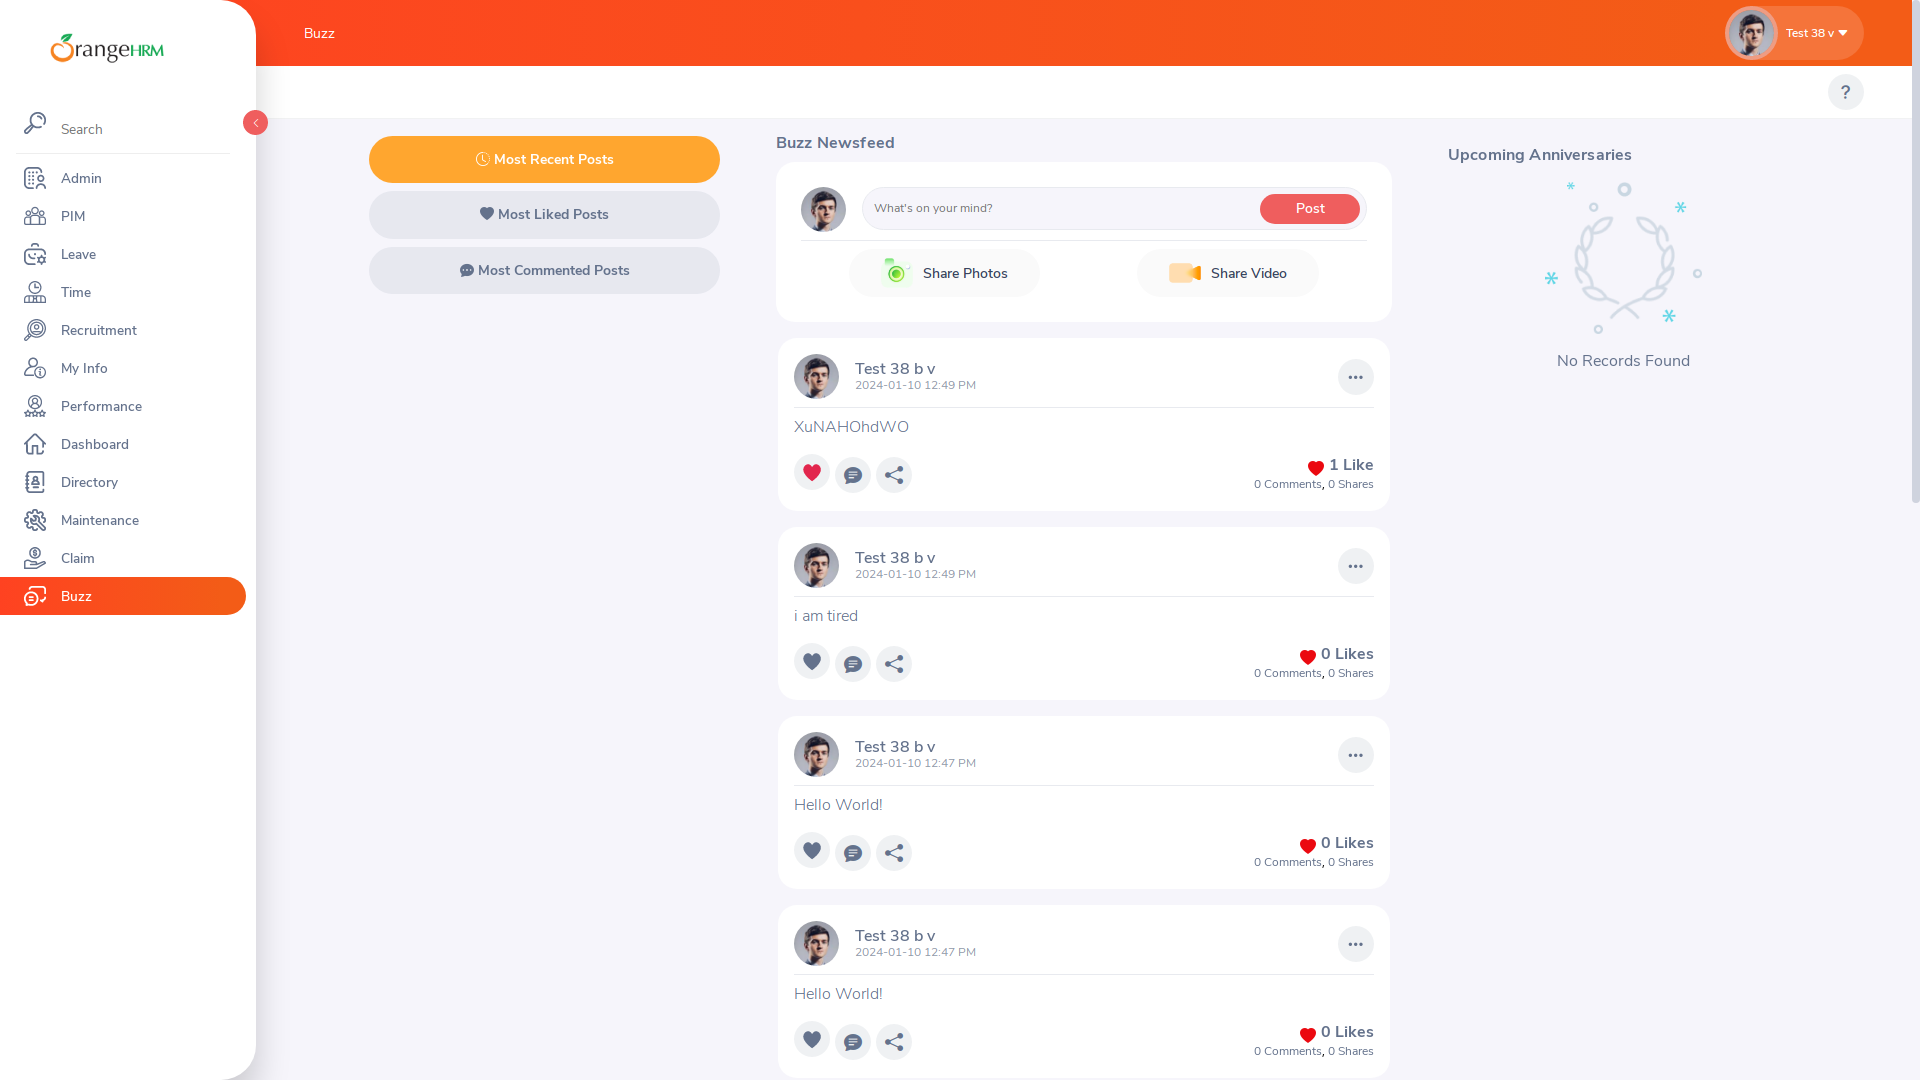 OrangeHRM
Search
Admin
PIM
Leave
Time
Recruitment
My Info
Performance
Dashboard
Directory
Maintenance
Claim
Buzz
Buzz
Test 38 v
?
Most Recent Posts
Most Liked Posts
Most Commented Posts
Buzz Newsfeed
What's on your mind?
Post
Share Photos
Share Video
Test 38 b v
2024-01-10 12:49 PM
XuNAHOhdWO
1 Like
0 Comments, 0 Shares
Test 38 b v
2024-01-10 12:49 PM
i am tired
0 Likes
0 Comments, 0 Shares
Test 38 b v
2024-01-10 12:47 PM
Hello World!
0 Likes
0 Comments, 0 Shares
Test 38 b v
2024-01-10 12:47 PM
Hello World!
0 Likes
0 Comments, 0 Shares
Upcoming Anniversaries
No Records Found